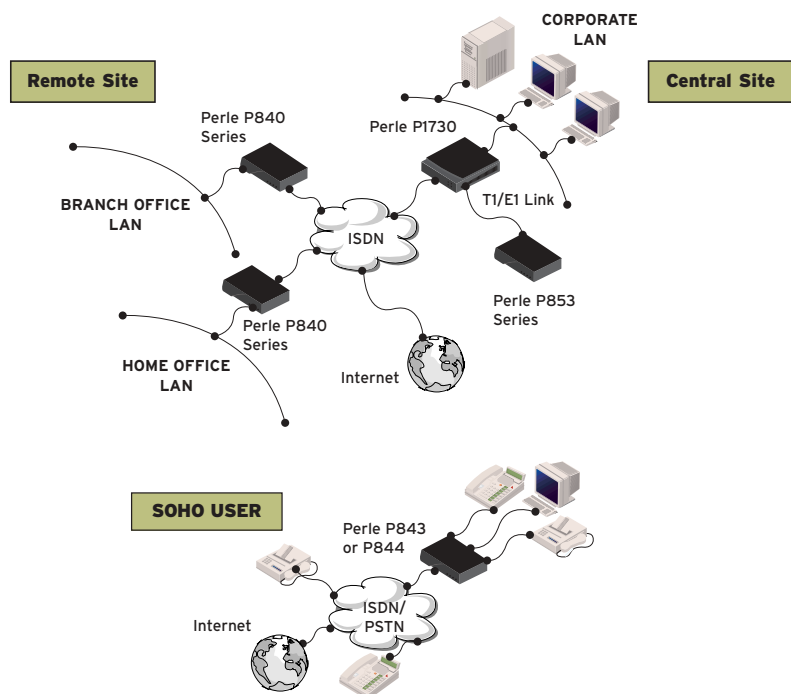 CORPORATE
LAN
Remote Site
Central Site
Perle P840
Series
Perle P1730
BRANCH OFFICE
LAN
T1/E1 Link
ISDN
Perle P853
Series
Perle P840
Series
HOME OFFICE
LAN
Internet
SOHO USER
Perle P843
or P844
ISDN/
PSTN
Internet